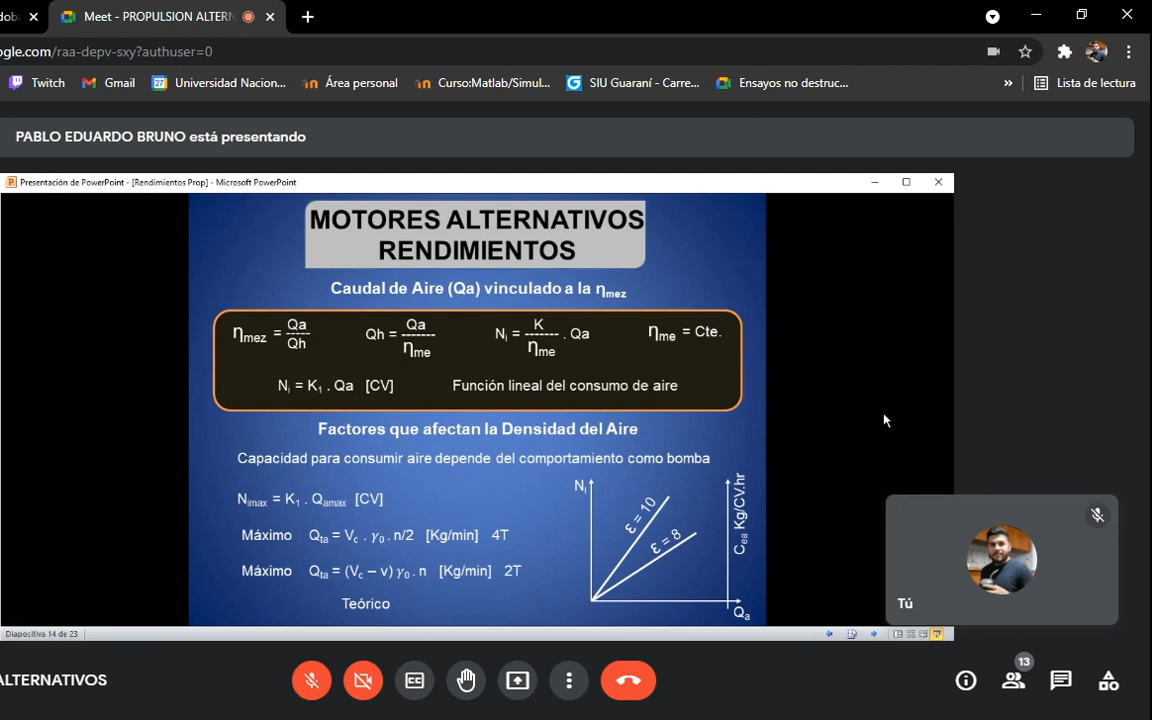 dob
Meet - PROPULSION ALTERN
gle.com/raa-depv-sxy?authuser=0
Twitch
Gmail
27
Universidad Nacion...
Área personal
Curso:Matlab/Simul...
SIU Guaraní - Carre...
Ensayos no destruc...
»
Lista de lectura
PABLO EDUARDO BRUNO está presentando
Presentación de PowerPoint - [Rendimientos Prop] - Microsoft PowerPoint
MOTORES ALTERNATIVOS
RENDIMIENTOS
Caudal de Aire (Qa) vinculado a la ηmez
ηmez = Qa / Qh
Qh = Qa / ηme
Ni = K / ηme . Qa
ηme = Cte.
Ni = K1 . Qa [CV]
Función lineal del consumo de aire
Factores que afectan la Densidad del Aire
Capacidad para consumir aire depende del comportamiento como bomba
Nimax = K1 . Qamax [CV]
Máximo Qta = Vc . γ0 . n/2 [Kg/min] 4T
Máximo Qta = (Vc – v) γ0 . n [Kg/min] 2T
Teórico
Ni
ε = 10
ε = 8
Cea Kg/CV.hr
Qa
Tú
Diapositiva 14 de 23
ALTERNATIVOS
13